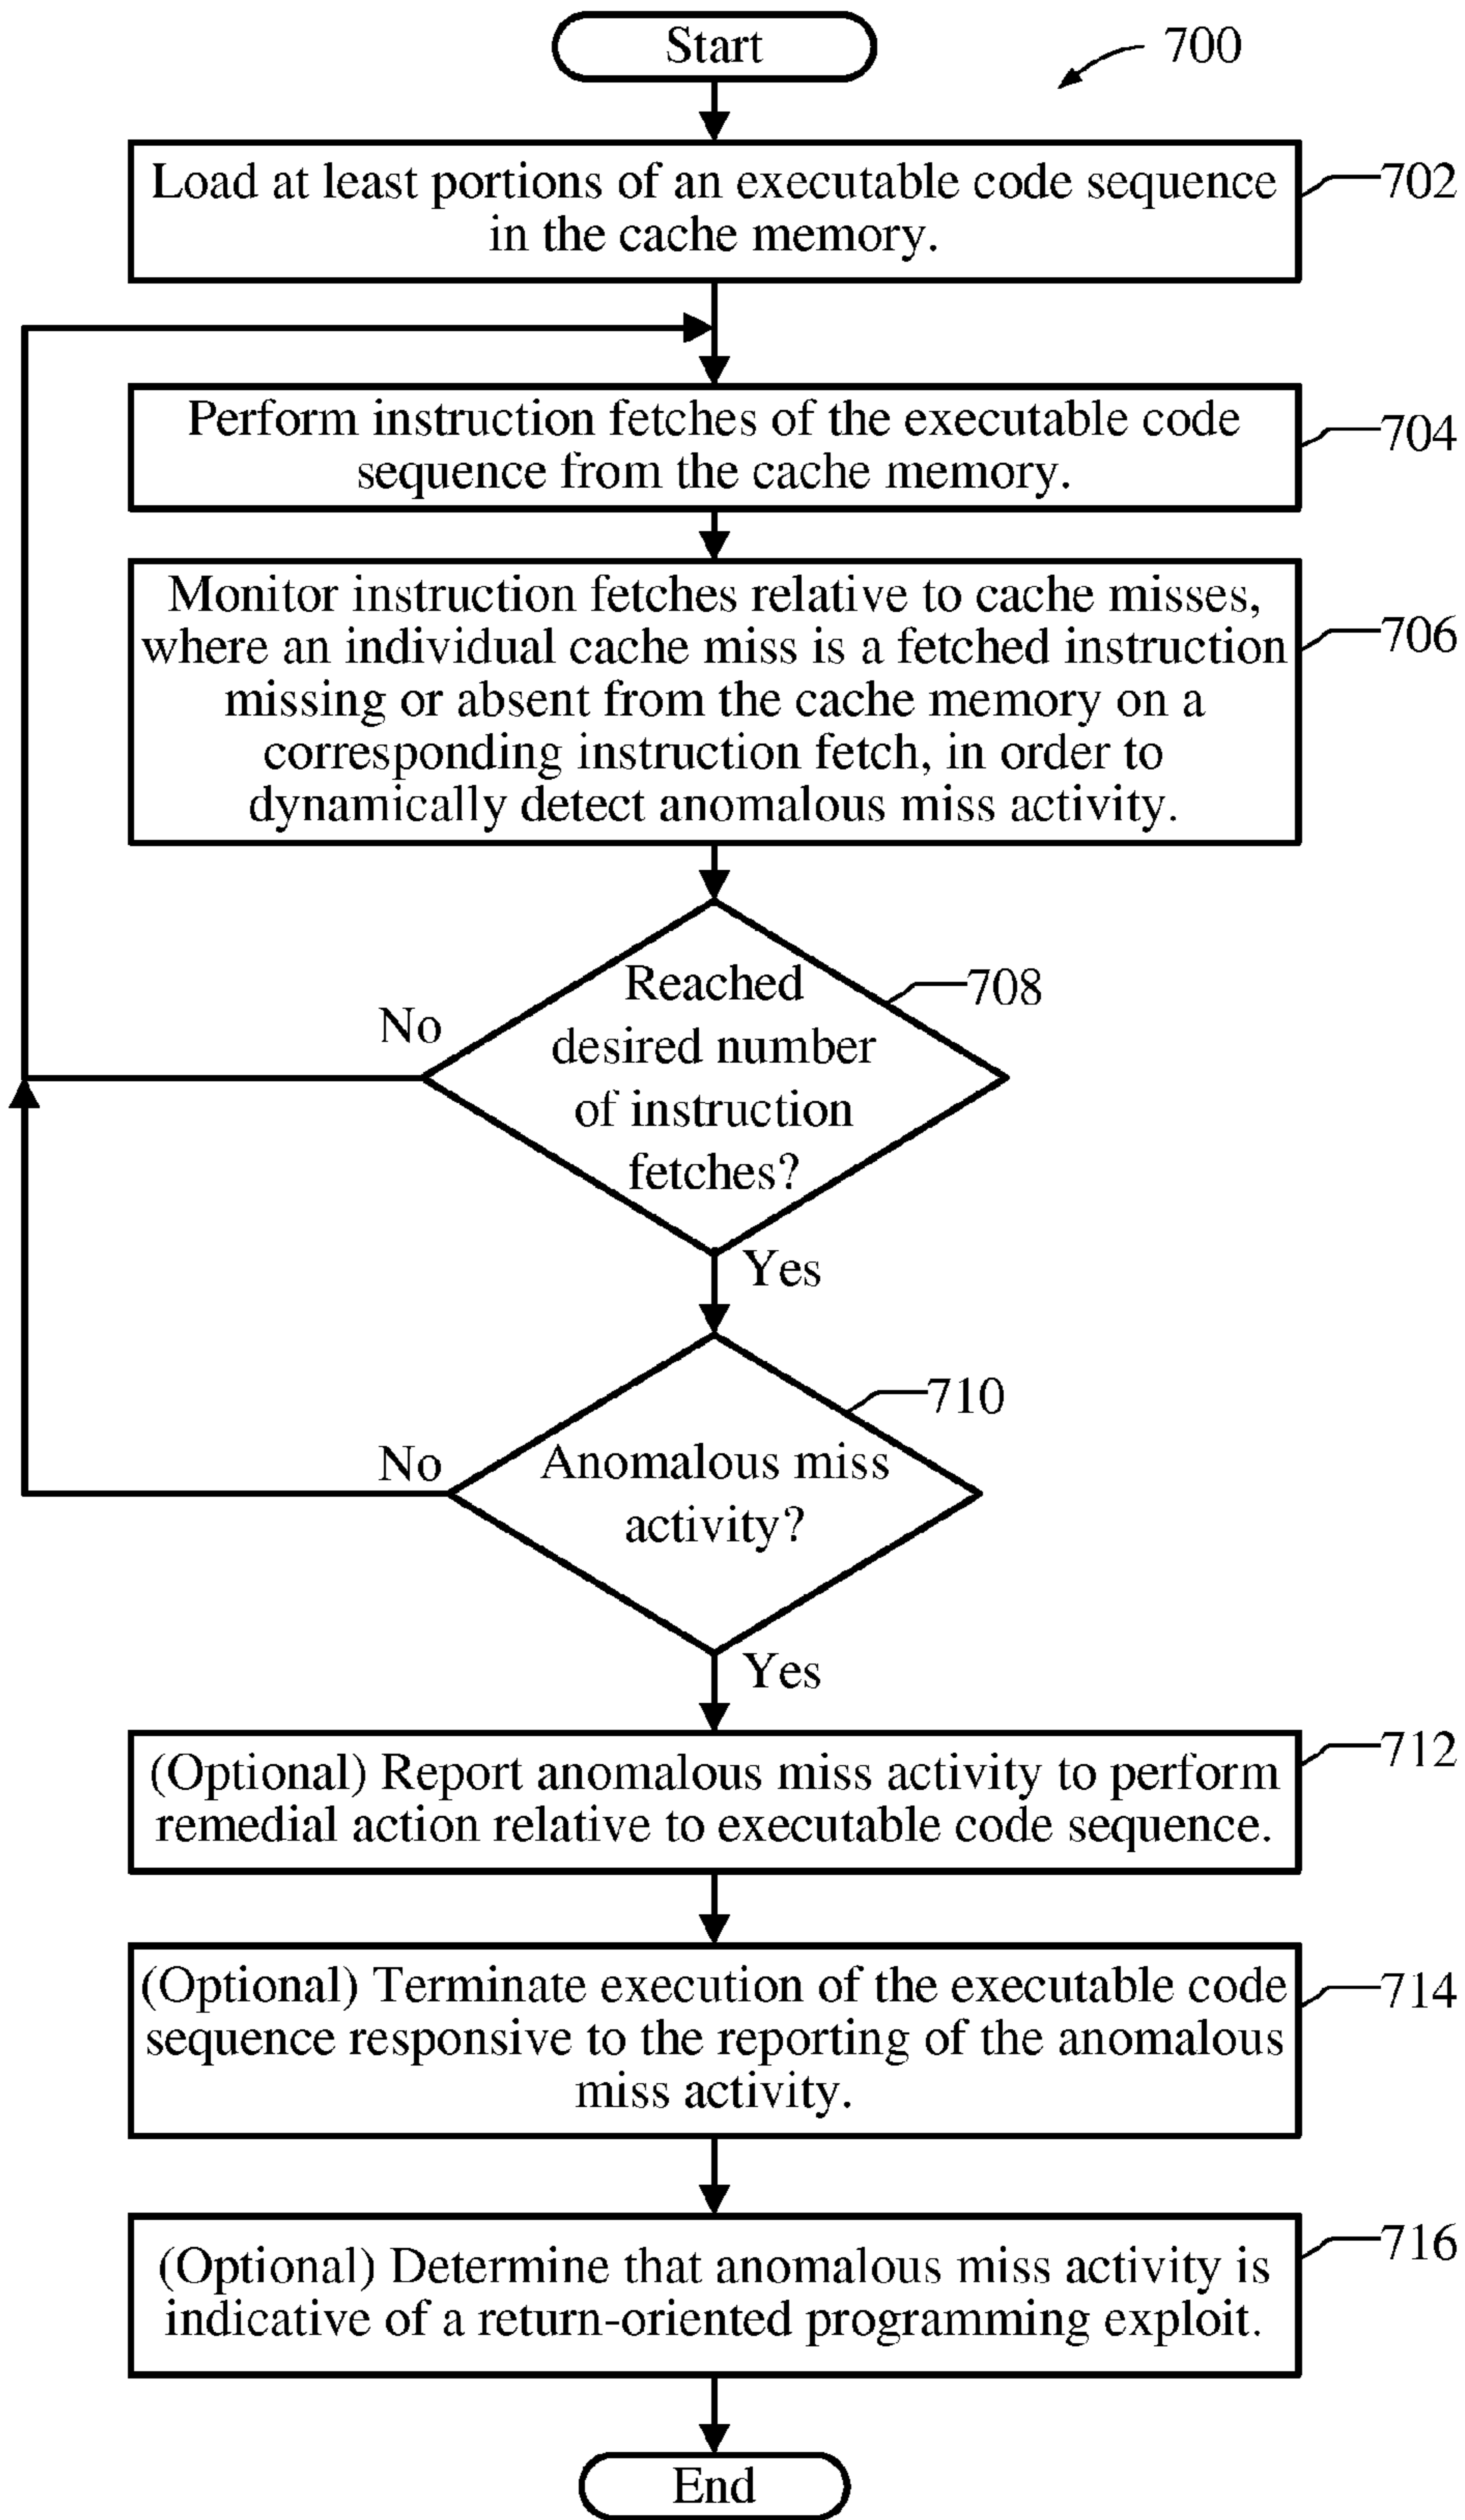 Start
700
Load at least portions of an executable code sequence
in the cache memory.
702
Perform instruction fetches of the executable code
sequence from the cache memory.
704
Monitor instruction fetches relative to cache misses,
where an individual cache miss is a fetched instruction
missing or absent from the cache memory on a
corresponding instruction fetch, in order to
dynamically detect anomalous miss activity.
706
Reached
desired number
of instruction
fetches?
708
No
Yes
710
Anomalous miss
activity?
No
Yes
(Optional) Report anomalous miss activity to perform
remedial action relative to executable code sequence.
712
(Optional) Terminate execution of the executable code
sequence responsive to the reporting of the anomalous
miss activity.
714
(Optional) Determine that anomalous miss activity is
indicative of a return-oriented programming exploit.
716
End